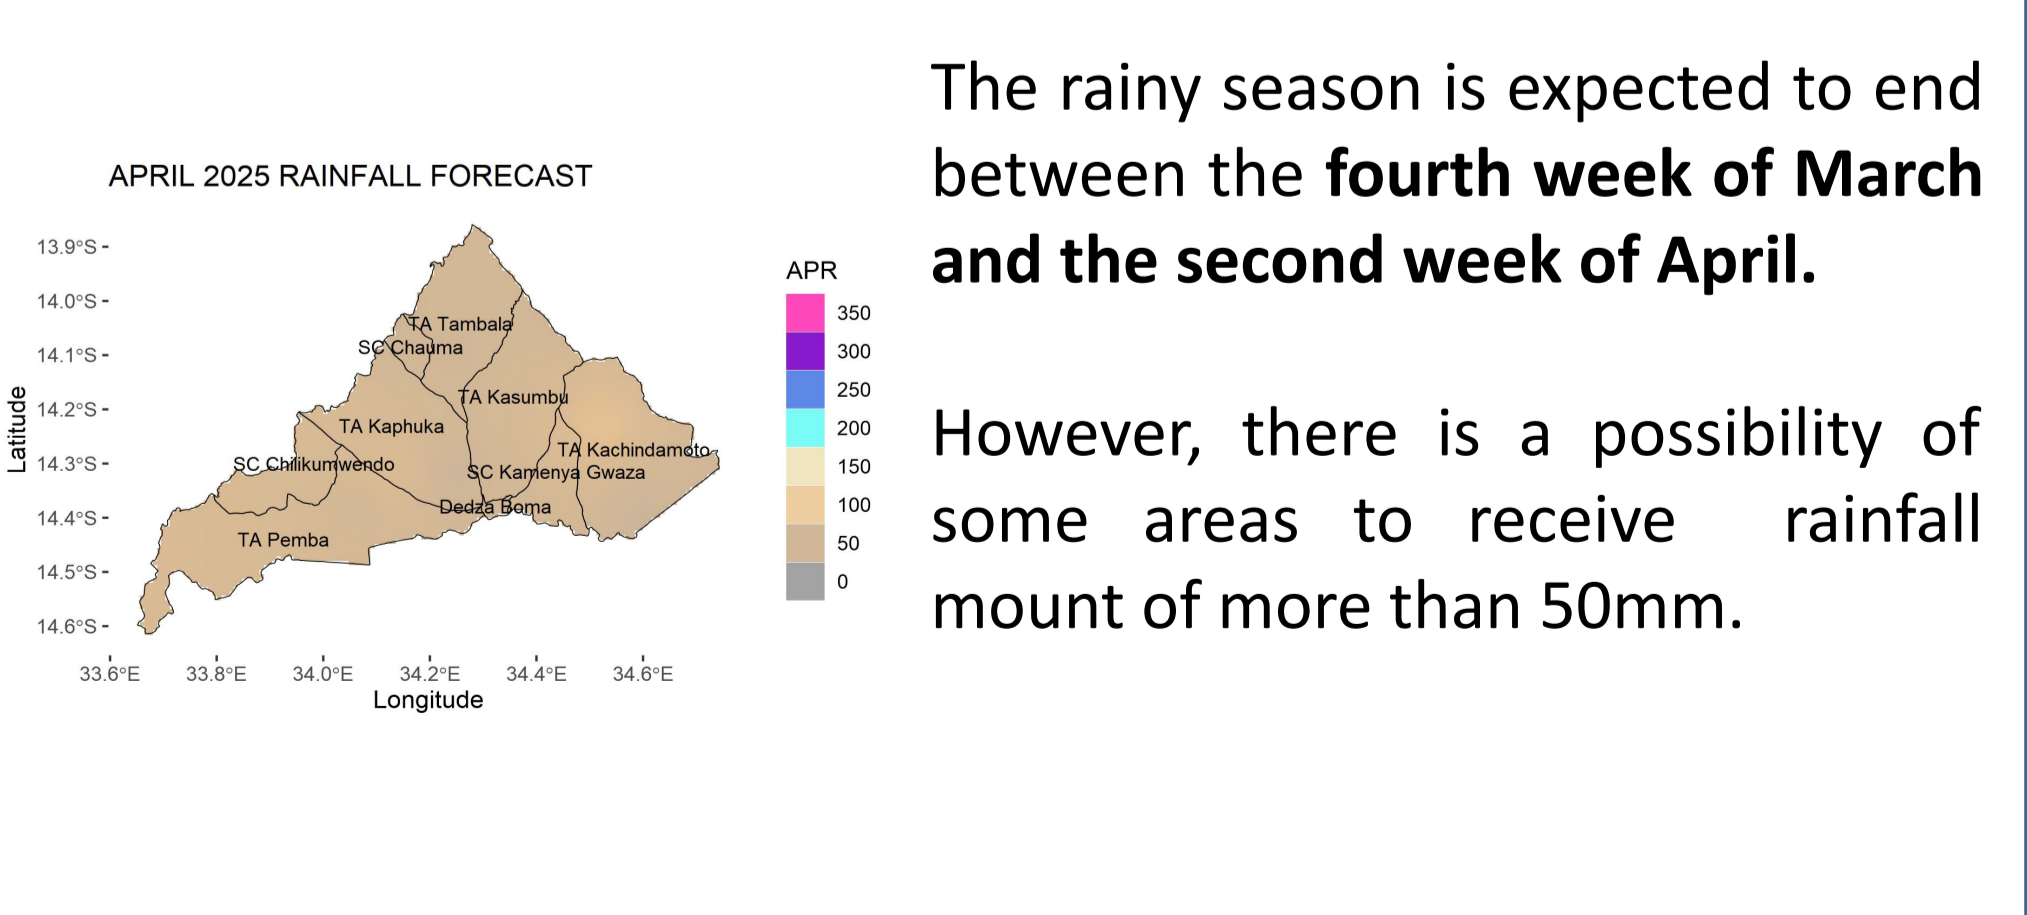 APRIL 2025 RAINFALL FORECAST
13.9°S
14.0°S
14.1°S
14.2°S
14.3°S
14.4°S
14.5°S
14.6°S
Latitude
TA Tambala
SC Chauma
TA Kasumbu
TA Kaphuka
TA Kachindamoto
SC Chilikumwendo
SC Kamenya Gwaza
Dedza Boma
TA Pemba
33.6°E 33.8°E 34.0°E 34.2°E 34.4°E 34.6°E
Longitude
APR
350
300
250
200
150
100
50
0
The rainy season is expected to end
between the fourth week of March
and the second week of April.
However, there is a possibility of
some areas to receive rainfall
mount of more than 50mm.